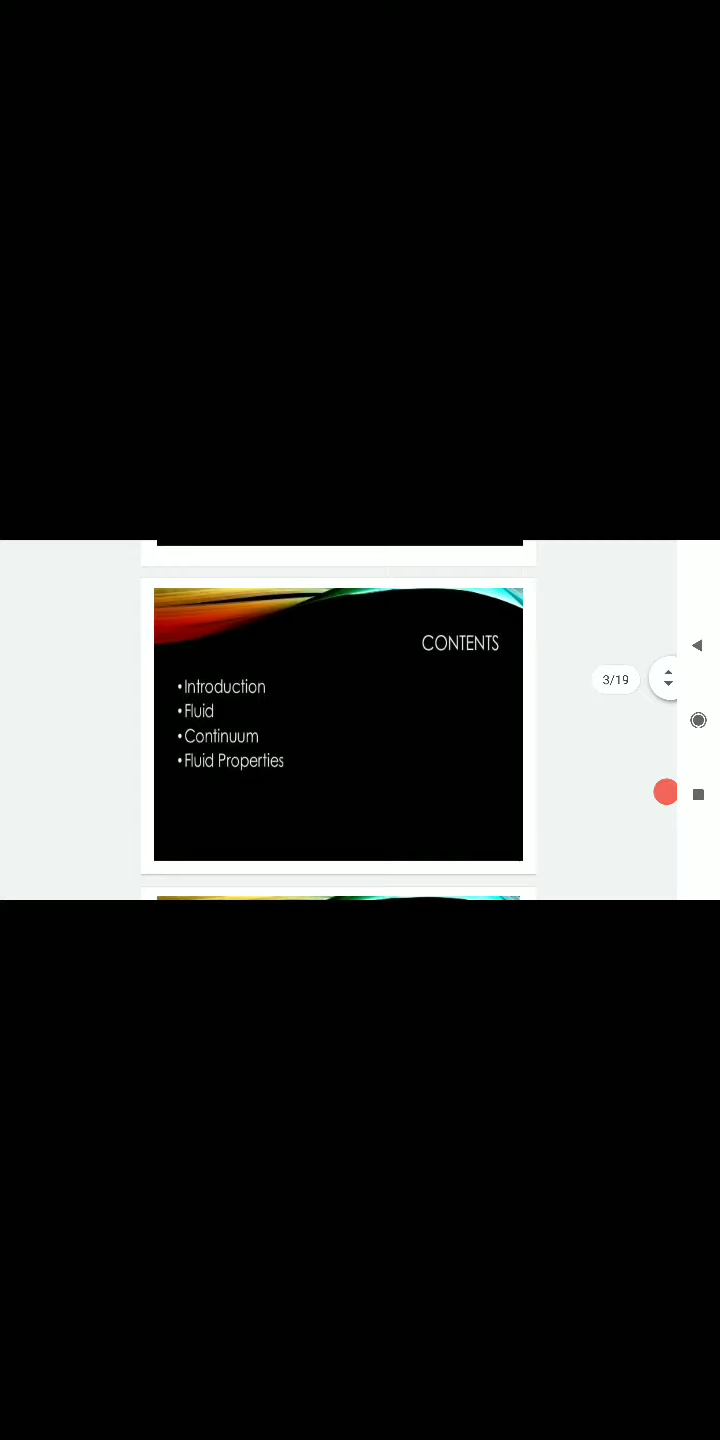 CONTENTS
•Introduction
•Fluid
•Continuum
•Fluid Properties
3/19